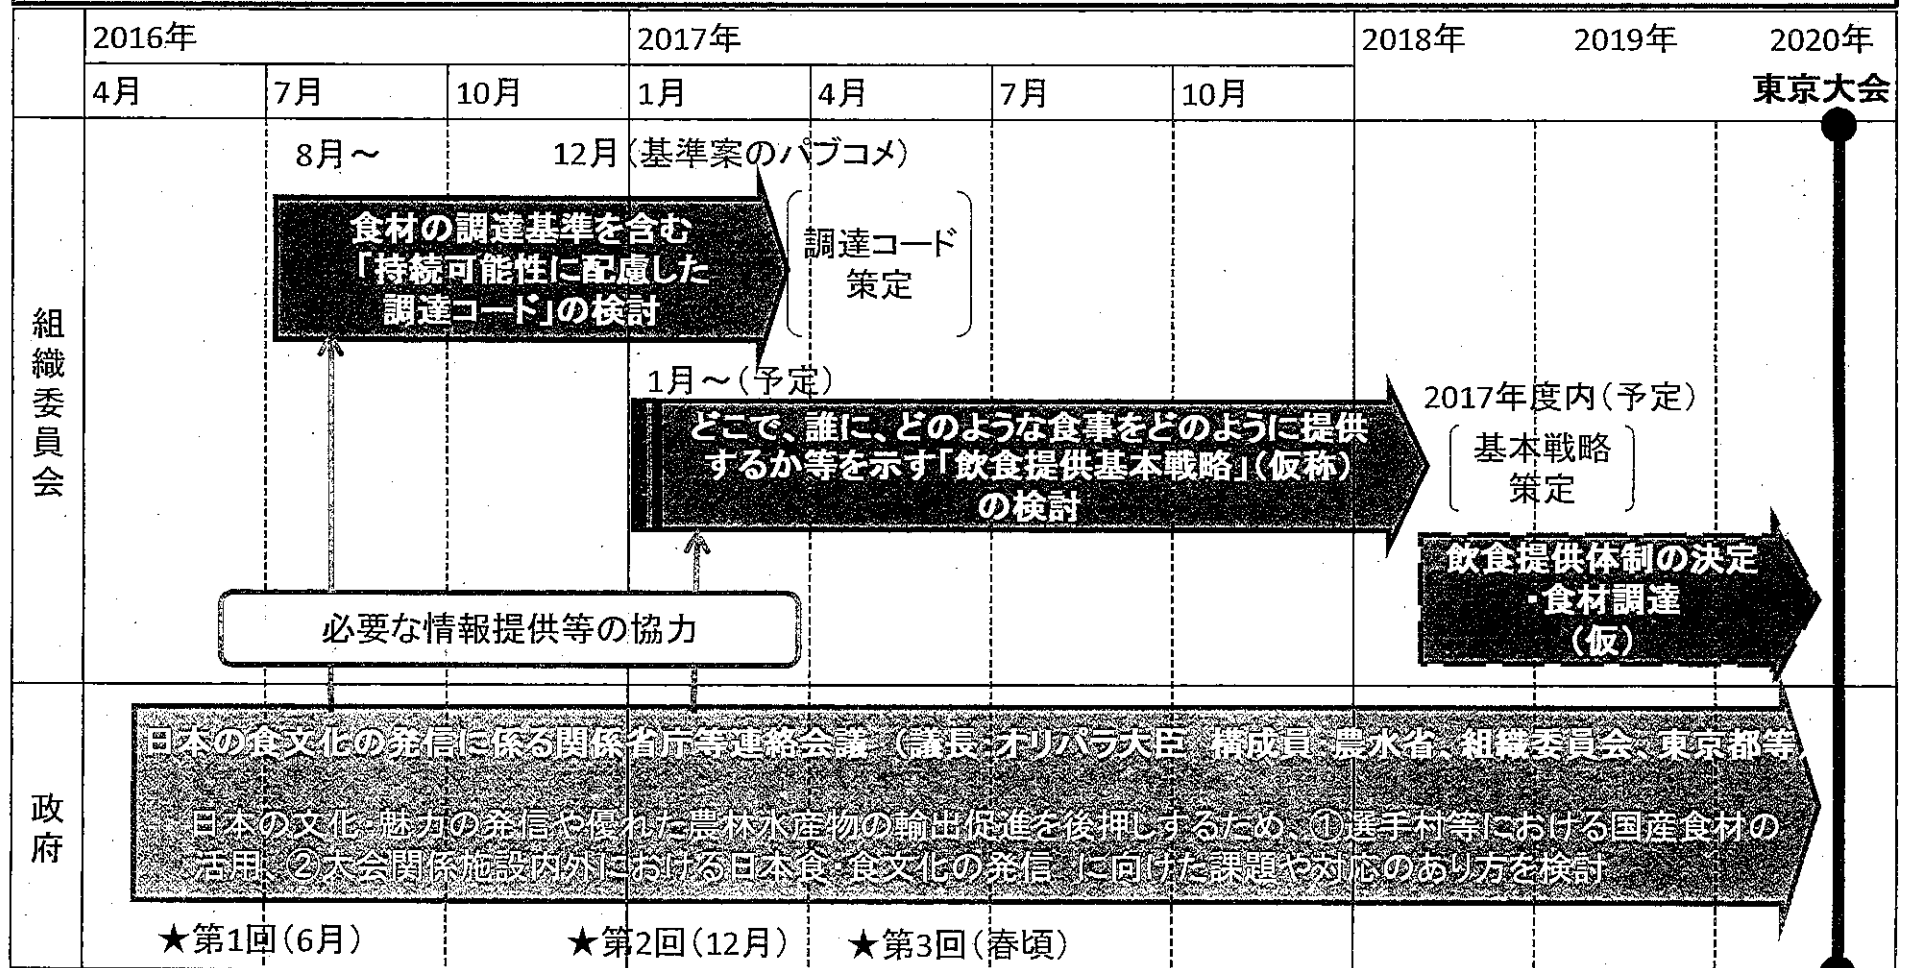 2016年
2017年
2018年
2019年
2020年
4月
7月
10月
1月
4月
7月
10月
東京大会
組織委員会
8月～
12月(基準案のパブコメ)
食材の調達基準を含む
「持続可能性に配慮した
調達コード」の検討
調達コード
策定
1月～(予定)
どこで、誰に、どのような食事をどのように提供
するか等を示す「飲食提供基本戦略」(仮称)
の検討
2017年度内(予定)
基本戦略
策定
飲食提供体制の決定
・食材調達
(仮)
必要な情報提供等の協力
政府
日本の食文化の発信に係る関係省庁等連絡会議 (議長 オリパラ大臣 構成員 農水省、組織委員会、東京都等
日本の文化・魅力の発信や優れた農林水産物の輸出促進を後押しするため、①選手村等における国産食材の
活用、②大会関係施設内外における日本食・食文化の発信 に向けた課題や対応のあり方を検討
★第1回(6月)
★第2回(12月)
★第3回(春頃)